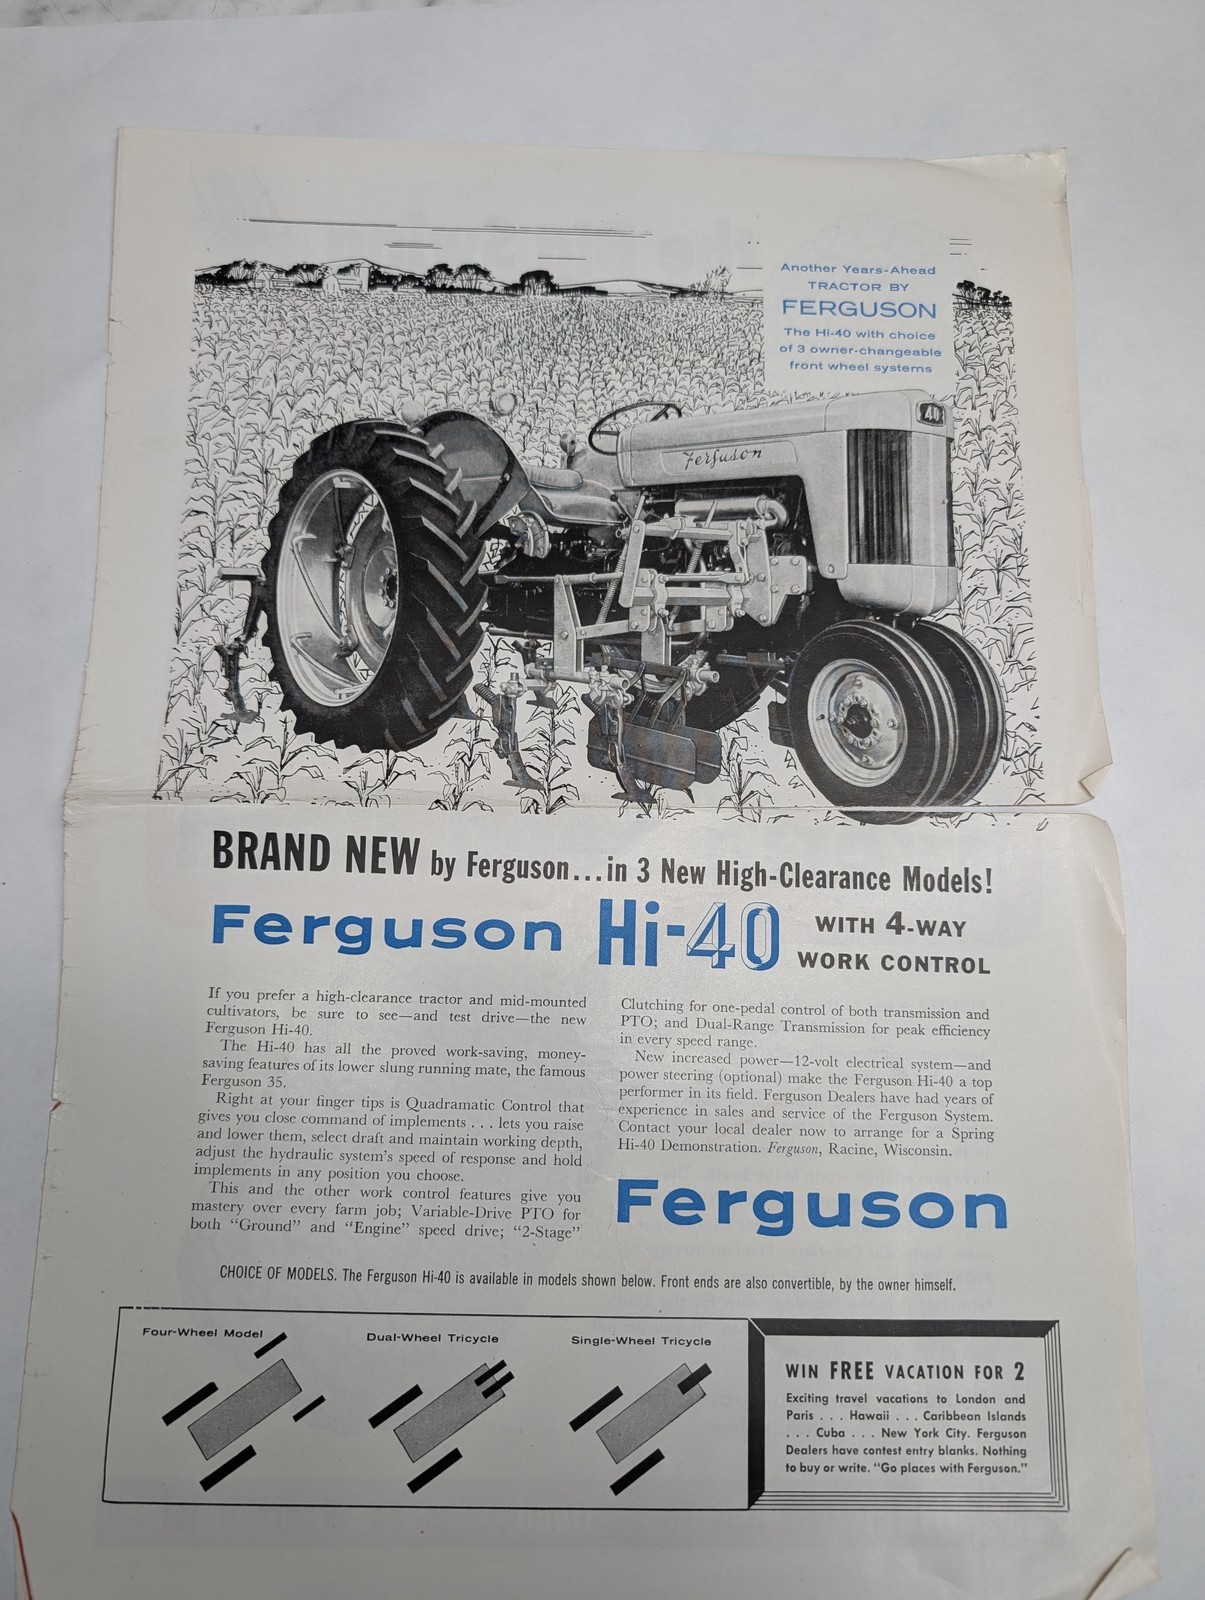 Another Years-Ahead
TRACTOR BY
FERGUSON
The Hi-40 with choice
of 3 owner-changeable
front wheel systems
40
Ferguson
BRAND NEW by Ferguson...in 3 New High-Clearance Models!
Ferguson Hi-40 WITH 4-WAY
WORK CONTROL
If you prefer a high-clearance tractor and mid-mounted
cultivators, be sure to see—and test drive—the new
Ferguson Hi-40.
The Hi-40 has all the proved work-saving, money-
saving features of its lower slung running mate, the famous
Ferguson 35.
Right at your finger tips is Quadramatic Control that
gives you close command of implements . . . lets you raise
and lower them, select draft and maintain working depth,
adjust the hydraulic system's speed of response and hold
implements in any position you choose.
This and the other work control features give you
mastery over every farm job; Variable-Drive PTO for
both "Ground" and "Engine" speed drive; "2-Stage"
Clutching for one-pedal control of both transmission and
PTO; and Dual-Range Transmission for peak efficiency
in every speed range.
New increased power—12-volt electrical system—and
power steering (optional) make the Ferguson Hi-40 a top
performer in its field. Ferguson Dealers have had years of
experience in sales and service of the Ferguson System.
Contact your local dealer now to arrange for a Spring
Hi-40 Demonstration. Ferguson, Racine, Wisconsin.
Ferguson
CHOICE OF MODELS. The Ferguson Hi-40 is available in models shown below. Front ends are also convertible, by the owner himself.
Four-Wheel Model
Dual-Wheel Tricycle
Single-Wheel Tricycle
WIN FREE VACATION FOR 2
Exciting travel vacations to London and
Paris . . . Hawaii . . . Caribbean Islands
. . . Cuba . . . New York City. Ferguson
Dealers have contest entry blanks. Nothing
to buy or write. "Go places with Ferguson."